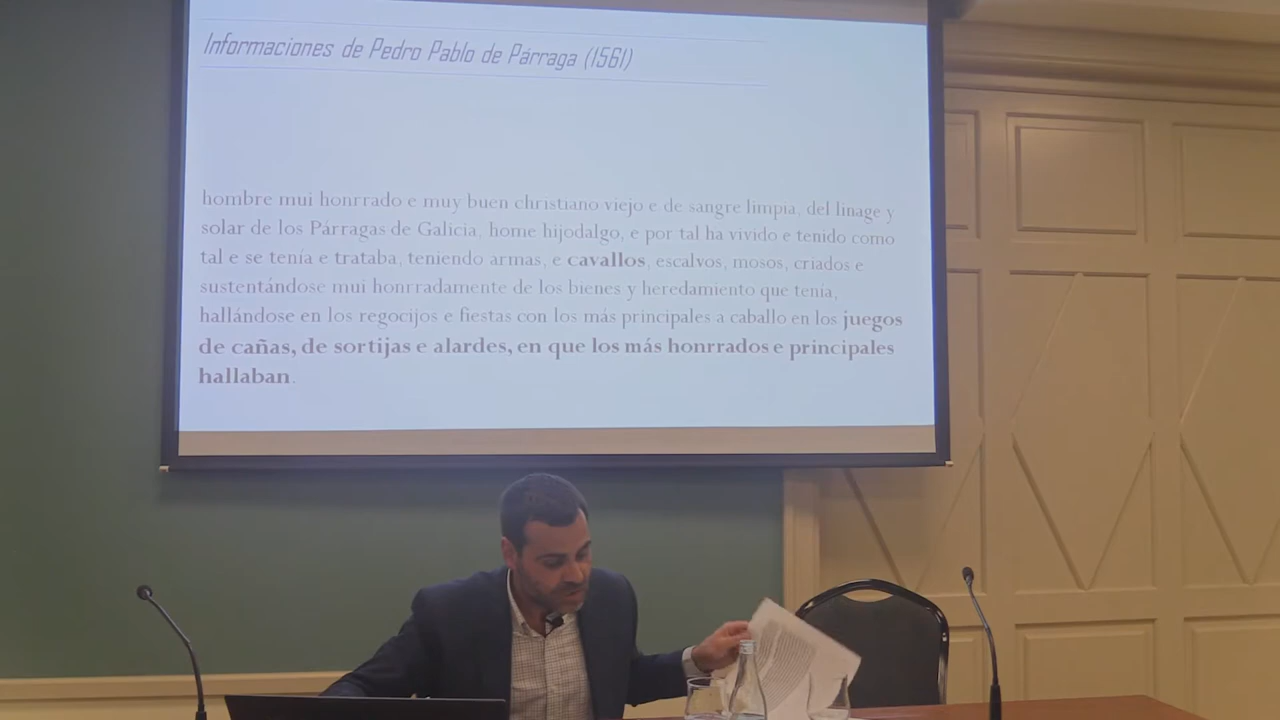 Informaciones de Pedro Pablo de Párraga (1561)
hombre mui honrrado e muy buen christiano viejo e de sangre limpia, del linage y
solar de los Párragas de Galicia, home hijodalgo, e por tal ha vivido e tenido como
tal e se tenía e trataba, teniendo armas, e cavallos, escalvos, mosos, criados e
sustentándose mui honrradamente de los bienes y heredamiento que tenía,
hallándose en los regocijos e fiestas con los más principales a caballo en los juegos
de cañas, de sortijas e alardes, en que los más honrrados e principales
hallaban.